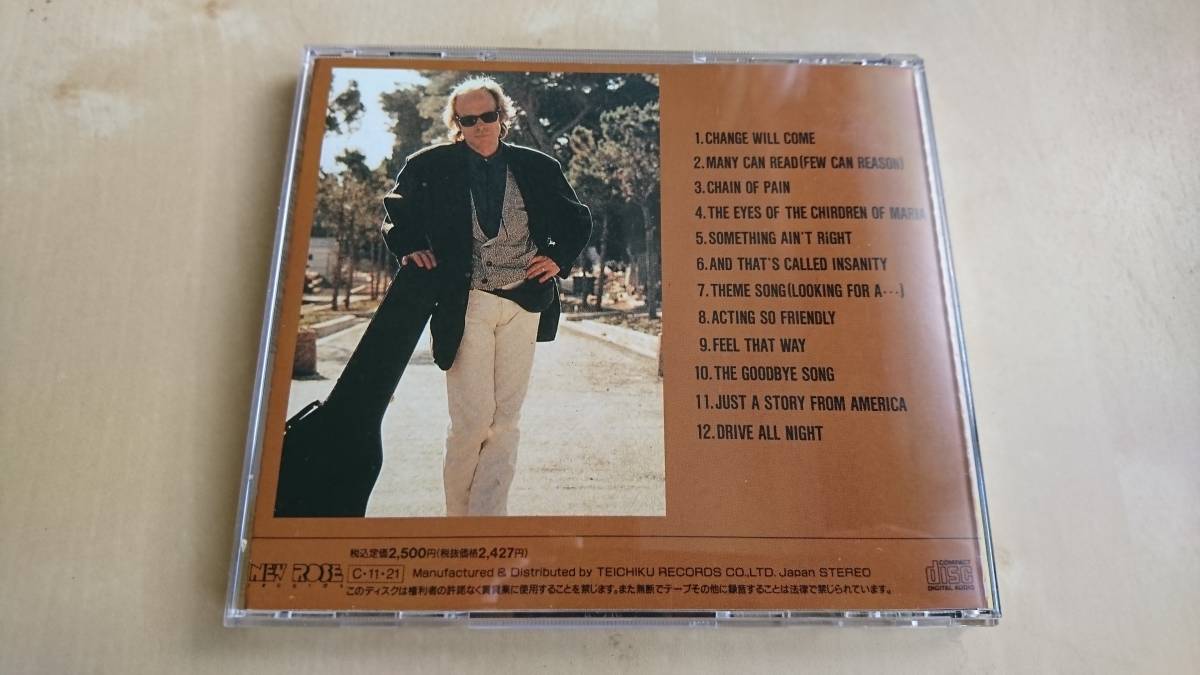 1.CHANGE WILL COME
2.MANY CAN READ(FEW CAN REASON)
3.CHAIN OF PAIN
4.THE EYES OF THE CHIRDREN OF MARIA
5.SOMETHING AIN'T RiGHT
6.AND THAT'S CALLED INSANITY
7.THEME SONG(LOOKING FOR A···)
8.ACTING SO FRIENDLY
9.FEEL THAT WAY
10.THE GOODBYE SONG
11.JUST A STORY FROM AMERICA
12.DRIVE ALL NIGHT
税込定価2,500円(税抜価格2,427円)
NEW ROSE
C・11・21 Manufactured & Distributed by TEICHIKU RECORDS CO.,LTD. Japan STEREO
このディスクは権利者の許諾なく賃貸業に使用することを禁じます。また無断でテープその他に録音することは法律で禁じられています。
COMPACT
disc
DIGITAL AUDIO